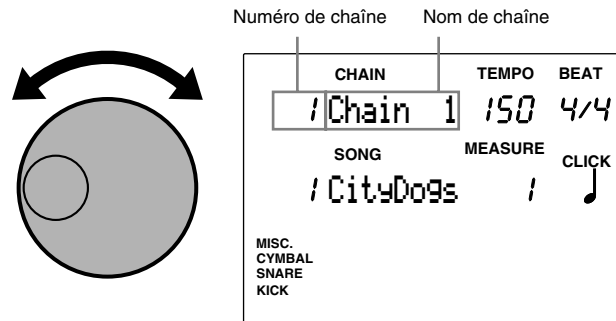 Numéro de chaîne Nom de chaîne
CHAIN TEMPO BEAT
1 Chain 1 150 4/4
SONG MEASURE CLICK
1 CityDogs 1
MISC.
CYMBAL
SNARE
KICK